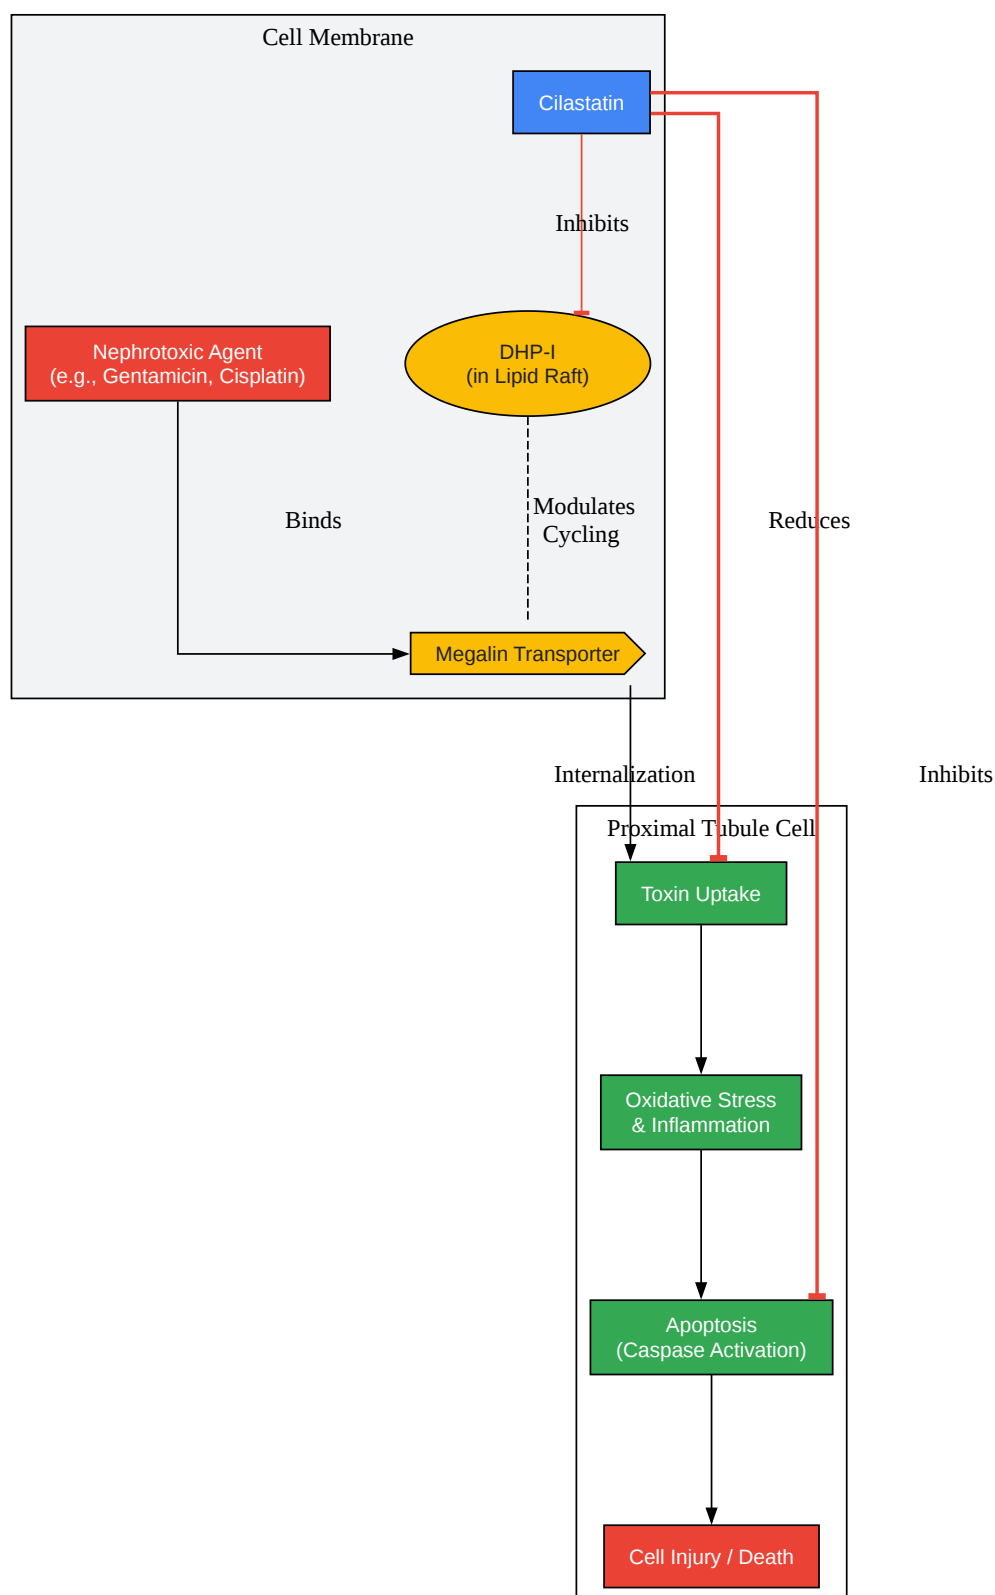 Cell Membrane
Cilastatin
Inhibits
Nephrotoxic Agent
(e.g., Gentamicin, Cisplatin)
DHP-I
(in Lipid Raft)
Binds
Modulates
Cycling
Reduces
Megalin Transporter
Internalization
Inhibits
Proximal Tubule Cell
Toxin Uptake
Oxidative Stress
& Inflammation
Apoptosis
(Caspase Activation)
Cell Injury / Death